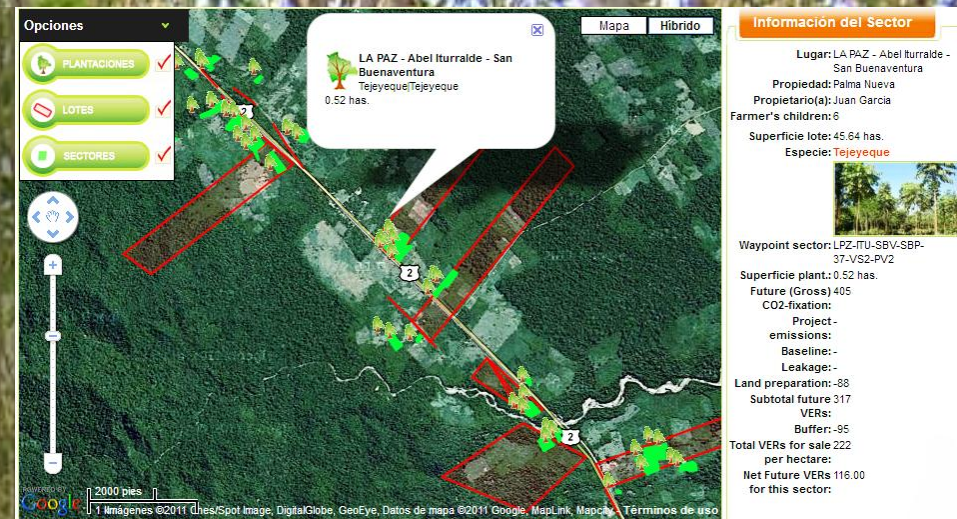 Opciones
PLANTACIONES
LOTES
SECTORES
LA PAZ - Abel Iturralde - San
Buenaventura
Tejeyeque|Tejeyeque
0.52 has.
Mapa
Híbrido
2
2
2
POWERED BY
Google
2000 pies
1
Imágenes ©2011 Cnes/Spot Image, DigitalGlobe, GeoEye, Datos de mapa ©2011 Google, MapLink, Mapcity - Términos de uso
Información del Sector
Lugar: LA PAZ - Abel Iturralde -
San Buenaventura
Propiedad: Palma Nueva
Propietario(a): Juan Garcia
Farmer's children: 6
Superficie lote: 45.64 has.
Especie: Tejeyeque
Waypoint sector: LPZ-ITU-SBV-SBP-
37-VS2-PV2
Superficie plant.: 0.52 has.
Future (Gross) 405
CO2-fixation:
Project -
emissions:
Baseline: -
Leakage: -
Land preparation: -88
Subtotal future 317
VERs:
Buffer: -95
Total VERs for sale 222
per hectare:
Net Future VERs 116.00
for this sector: